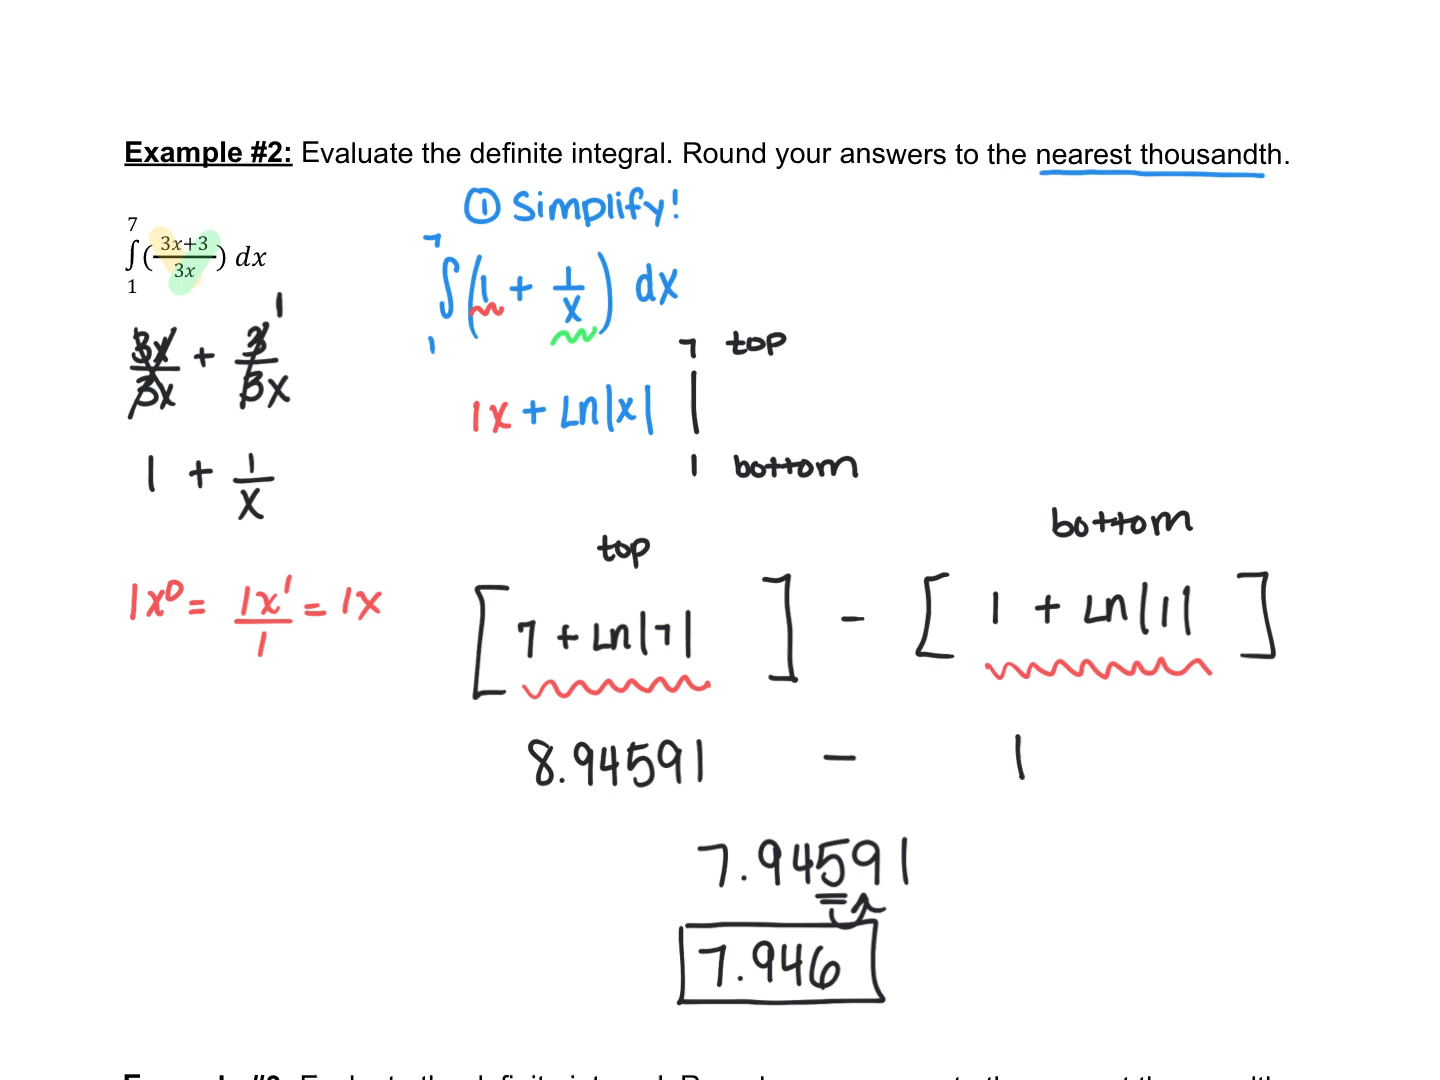 Example #2: Evaluate the definite integral. Round your answers to the nearest thousandth.
① Simplify!
7
∫ (3x+3 / 3x) dx
1
7
∫ (1 + 1/x) dx
1
3x/3x + 3/3x 1
7 top
1x + Ln|x| |
1 bottom
1 + 1/x
top
bottom
1x⁰ = 1x¹/1 = 1x
[7 + Ln|7|] - [1 + Ln|1|]
8.94591 - 1
7.94591
7.946